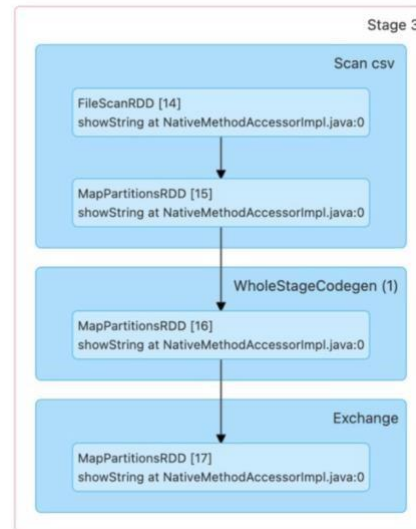 Stage 3
Scan csv
FileScanRDD [14]
showString at NativeMethodAccessorImpl.java:0
MapPartitionsRDD [15]
showString at NativeMethodAccessorImpl.java:0
WholeStageCodegen (1)
MapPartitionsRDD [16]
showString at NativeMethodAccessorImpl.java:0
Exchange
MapPartitionsRDD [17]
showString at NativeMethodAccessorImpl.java:0